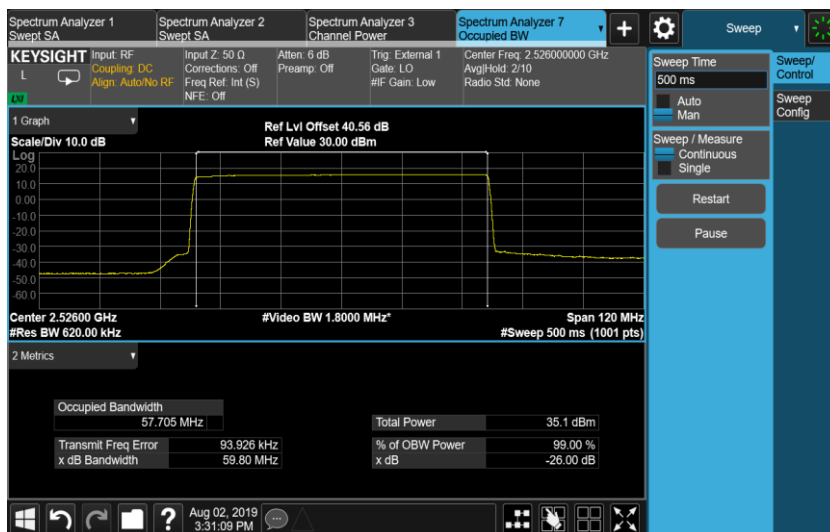 Spectrum Analyzer 1
Swept SA
Spectrum Analyzer 2
Swept SA
Spectrum Analyzer 3
Channel Power
Spectrum Analyzer 7
Occupied BW
+
Sweep
KEYSIGHT
L
LXI
Input: RF
Coupling: DC
Align: Auto/No RF
Input Z: 50 Ω
Corrections: Off
Freq Ref: Int (S)
NFE: Off
Atten: 6 dB
Preamp: Off
Trig: External 1
Gate: LO
#IF Gain: Low
Center Freq: 2.526000000 GHz
Avg|Hold: 2/10
Radio Std: None
Sweep Time
500 ms
Auto
Man
Sweep / Measure
Continuous
Single
Restart
Pause
Sweep/
Control
Sweep
Config
1 Graph
Scale/Div 10.0 dB
Ref Lvl Offset 40.56 dB
Ref Value 30.00 dBm
Log
20.0
10.0
0.00
-10.0
-20.0
-30.0
-40.0
-50.0
-60.0
Center 2.52600 GHz
#Video BW 1.8000 MHz*
Span 120 MHz
#Res BW 620.00 kHz
#Sweep 500 ms (1001 pts)
2 Metrics
Occupied Bandwidth
57.705 MHz
Total Power 35.1 dBm
Transmit Freq Error 93.926 kHz
% of OBW Power 99.00 %
x dB Bandwidth 59.80 MHz
x dB -26.00 dB
?
Aug 02, 2019
3:31:09 PM